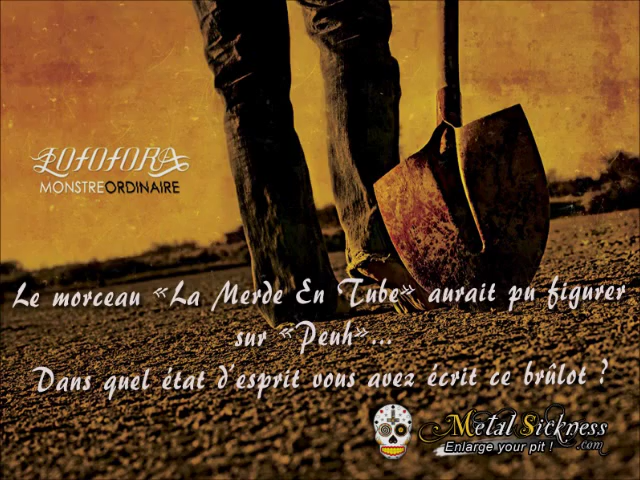 LOFOFORA
MONSTREORDINAIRE
Le morceau «La Merde En Tube» aurait pu figurer
sur «Peuh»...
Dans quel état d'esprit vous avez écrit ce brûlot ?
Metal Sickness
.com
Enlarge your pit !